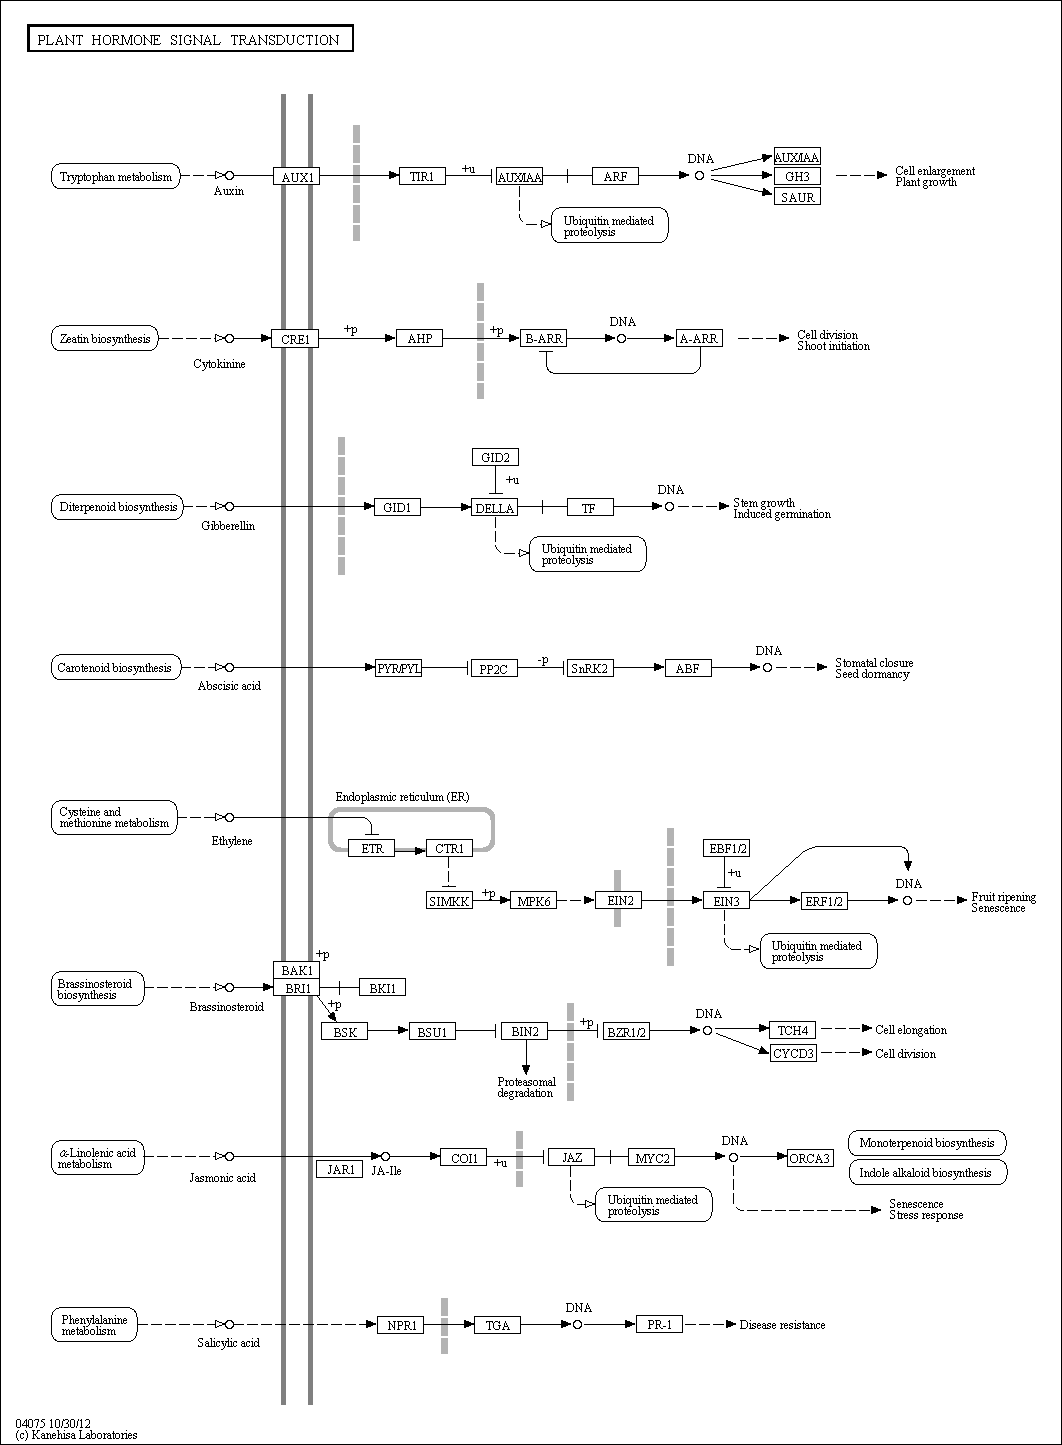 PLANT HORMONE SIGNAL TRANSDUCTION
Tryptophan metabolism
Auxin
AUX1
TIR1
+u
AUX/IAA
ARF
DNA
AUX/IAA
GH3
SAUR
Cell enlargement
Plant growth
Ubiquitin mediated
proteolysis
Zeatin biosynthesis
Cytokinine
CRE1
+p
AHP
+p
B-ARR
DNA
A-ARR
Cell division
Shoot initiation
GID2
+u
Diterpenoid biosynthesis
Gibberellin
GID1
DELLA
TF
DNA
Stem growth
Induced germination
Ubiquitin mediated
proteolysis
Carotenoid biosynthesis
Abscisic acid
PYR/PYL
PP2C
-p
SnRK2
ABF
DNA
Stomatal closure
Seed dormancy
Endoplasmic reticulum (ER)
Cysteine and
methionine metabolism
Ethylene
ETR
CTR1
SIMKK
+p
MPK6
EIN2
EBF1/2
+u
EIN3
ERF1/2
DNA
Fruit ripening
Senescence
Ubiquitin mediated
proteolysis
Brassinosteroid
biosynthesis
Brassinosteroid
BAK1
+p
BRI1
BKI1
+p
BSK
BSU1
BIN2
+p
BZR1/2
DNA
TCH4
Cell elongation
CYCD3
Cell division
Proteasomal
degradation
α-Linolenic acid
metabolism
Jasmonic acid
JAR1
JA-Ile
COI1
+u
JAZ
MYC2
DNA
ORCA3
Monoterpenoid biosynthesis
Indole alkaloid biosynthesis
Ubiquitin mediated
proteolysis
Senescence
Stress response
Phenylalanine
metabolism
Salicylic acid
NPR1
TGA
DNA
PR-1
Disease resistance
04075 10/30/12
(c) Kanehisa Laboratories